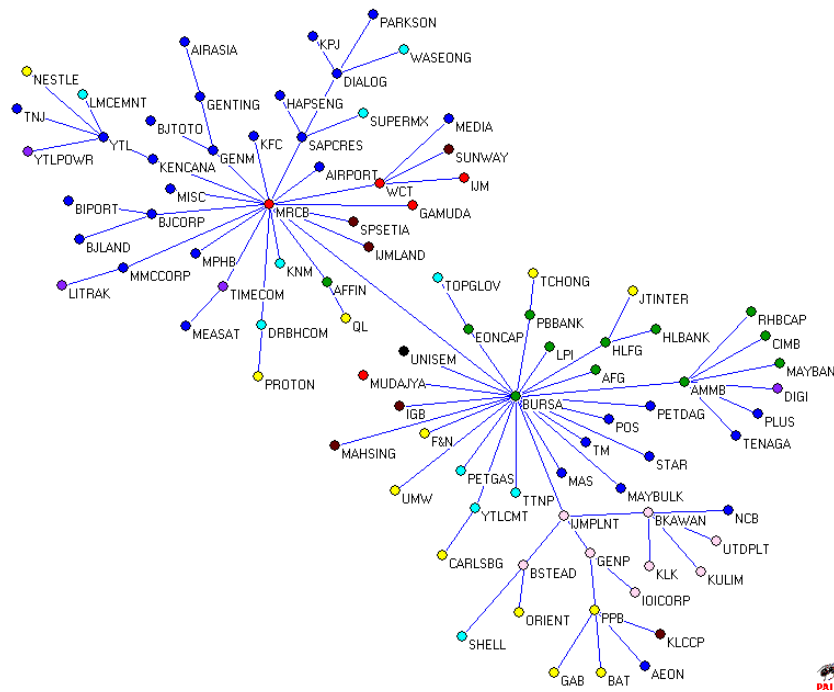 PARKSON
KPJ
AIRASIA
WASEONG
NESTLE
DIALOG
LMCEMNT
GENTING
HAPSENG
TNJ
SUPERMX
MEDIA
BJTOTO
YTL
GENM
KFC
SAPCRES
SUNWAY
YTLPOWR
KENCANA
AIRPORT
WCT
IJM
MISC
BIPORT
MRCB
GAMUDA
BJCORP
SPSETIA
BJLAND
IJMLAND
MMCCORP
MPHB
KNM
LITRAK
TIMECOM
AFFIN
TOPGLOV
TCHONG
JTINTER
MEASAT
DRBHCOM
QL
EONCAP
PBBANK
HLBANK
RHBCAP
HLFG
CIMB
UNISEM
LPI
MAYBAN
PROTON
MUDAJYA
AFG
AMMB
DIGI
BURSA
IGB
PETDAG
PLUS
POS
F&N
TENAGA
MAHSING
TM
STAR
PETGAS
MAS
UMW
TTNP
MAYBULK
YTLCMT
IJMPLNT
BKAWAN
NCB
UTDPLT
CARLSBG
GENP
BSTEAD
KLK
KULIM
IOICORP
ORIENT
PPB
SHELL
KLCCP
GAB
BAT
AEON